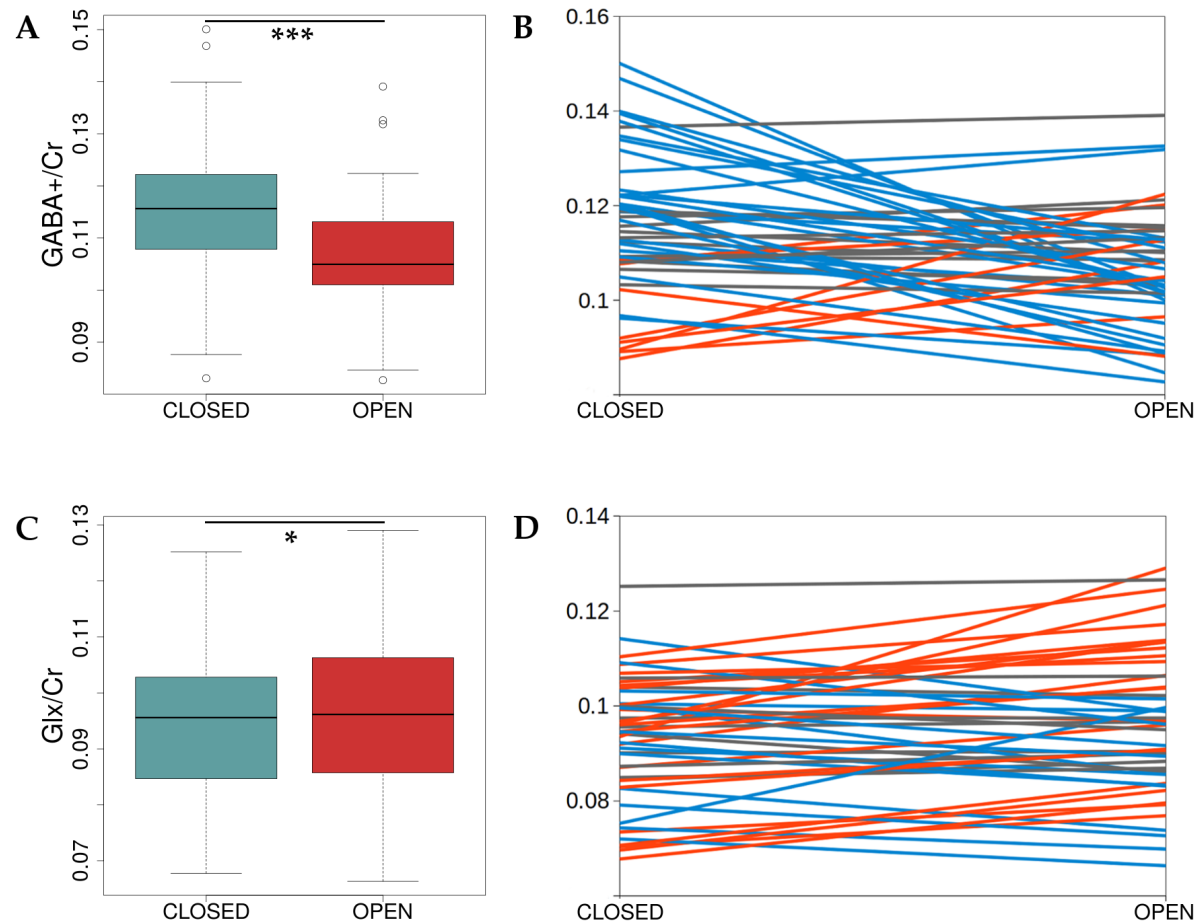 A
GABA+/Cr
0.15
0.13
0.11
0.09
***
CLOSED
OPEN
B
0.16
0.14
0.12
0.1
CLOSED
OPEN
C
Glx/Cr
0.13
0.11
0.09
0.07
*
CLOSED
OPEN
D
0.14
0.12
0.1
0.08
CLOSED
OPEN